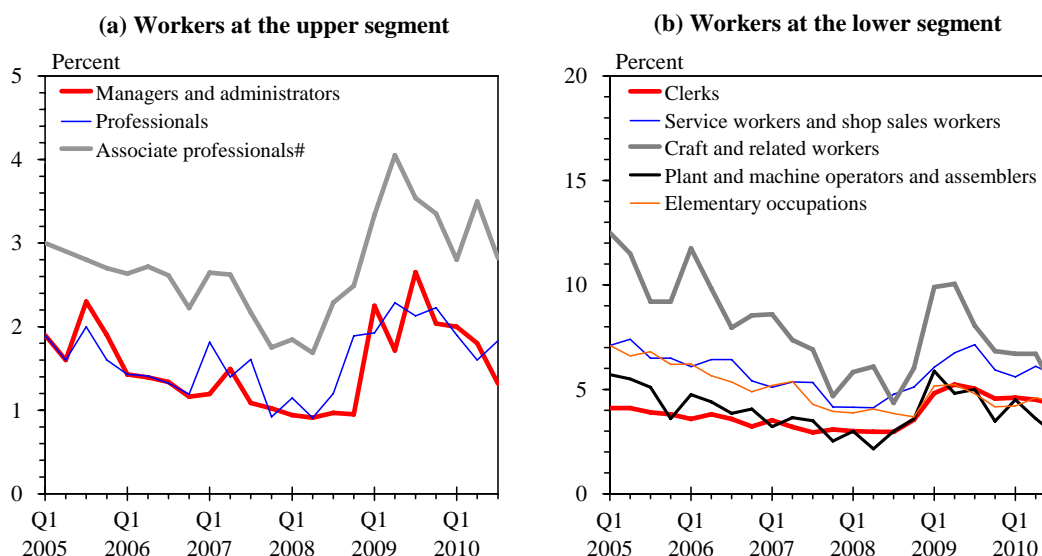 (a) Workers at the upper segment
Percent
5
4
3
2
1
0
Managers and administrators
Professionals
Associate professionals#
Q1 Q1 Q1 Q1 Q1 Q1
2005 2006 2007 2008 2009 2010
(b) Workers at the lower segment
Percent
20
15
10
5
0
Clerks
Service workers and shop sales workers
Craft and related workers
Plant and machine operators and assemblers
Elementary occupations
Q1 Q1 Q1 Q1 Q1 Q1
2005 2006 2007 2008 2009 2010